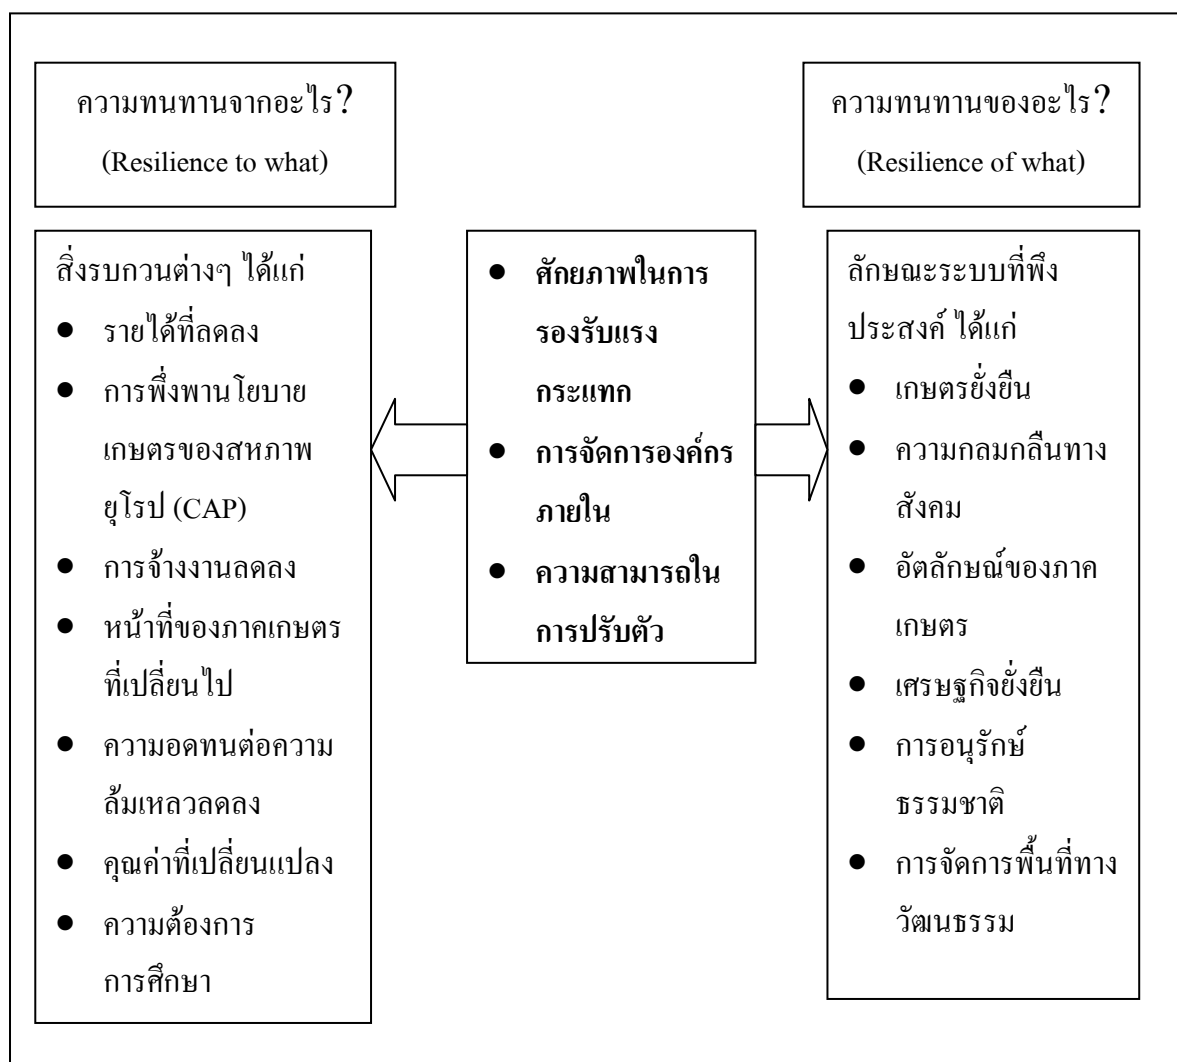 ความทนทานจากอะไร?
(Resilience to what)
ความทนทานของอะไร?
(Resilience of what)
สิ่งรบกวนต่างๆ ได้แก่
● รายได้ที่ลดลง
● การพึ่งพานโยบาย
เกษตรของสหภาพ
ยุโรป (CAP)
● การจ้างงานลดลง
● หน้าที่ของภาคเกษตร
ที่เปลี่ยนไป
● ความอดทนต่อความ
ล้มเหลวลดลง
● คุณค่าที่เปลี่ยนแปลง
● ความต้องการ
การศึกษา
● ศักยภาพในการ
รองรับแรง
กระแทก
● การจัดการองค์กร
ภายใน
● ความสามารถใน
การปรับตัว
ลักษณะระบบที่พึง
ประสงค์ ได้แก่
● เกษตรยั่งยืน
● ความกลมกลืนทาง
สังคม
● อัตลักษณ์ของภาค
เกษตร
● เศรษฐกิจยั่งยืน
● การอนุรักษ์
ธรรมชาติ
● การจัดการพื้นที่ทาง
วัฒนธรรม